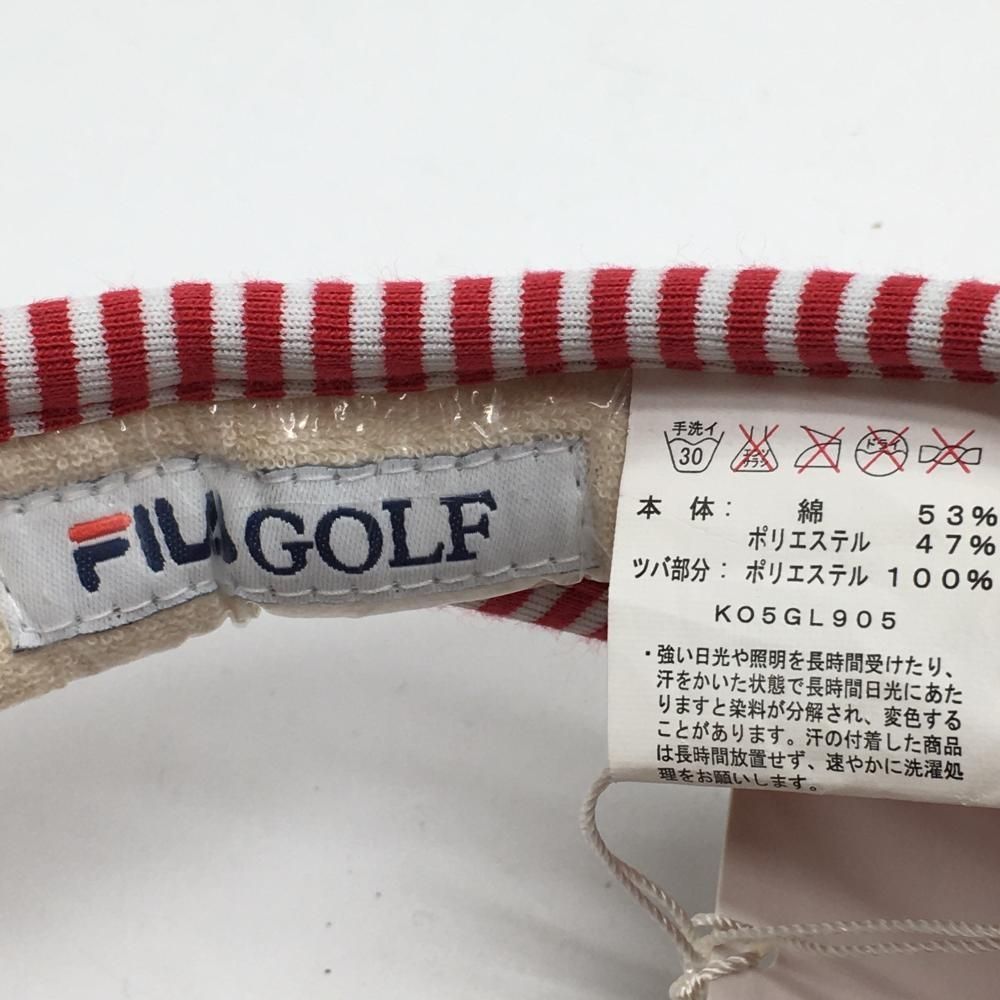 FILA GOLF
手洗イ
30
エンソ
サラシ
ドライ
本 体： 綿 53%
ポリエステル 47%
ツバ部分： ポリエステル 100%
KO5GL905
・強い日光や照明を長時間受けたり、
汗をかいた状態で長時間日光にあた
りますと染料が分解され、変色する
ことがあります。汗の付着した商品
は長時間放置せず、速やかに洗濯処
理をお願いします。